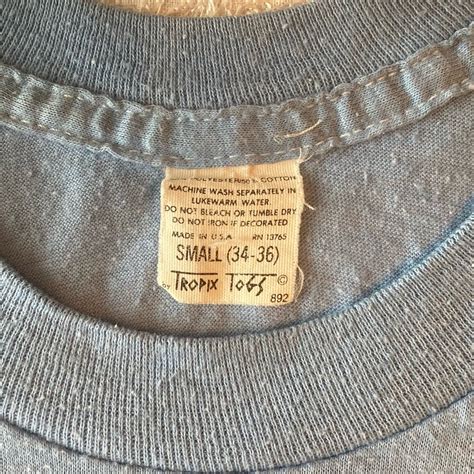 POLYESTER/50% COTTON
MACHINE WASH SEPARATELY IN
LUKEWARM WATER.
DO NOT BLEACH OR TUMBLE DRY
DO NOT IRON IF DECORATED
MADE IN U.S.A. RN 13765
SMALL (34-36)
BY TROPIX TOGS ©
892